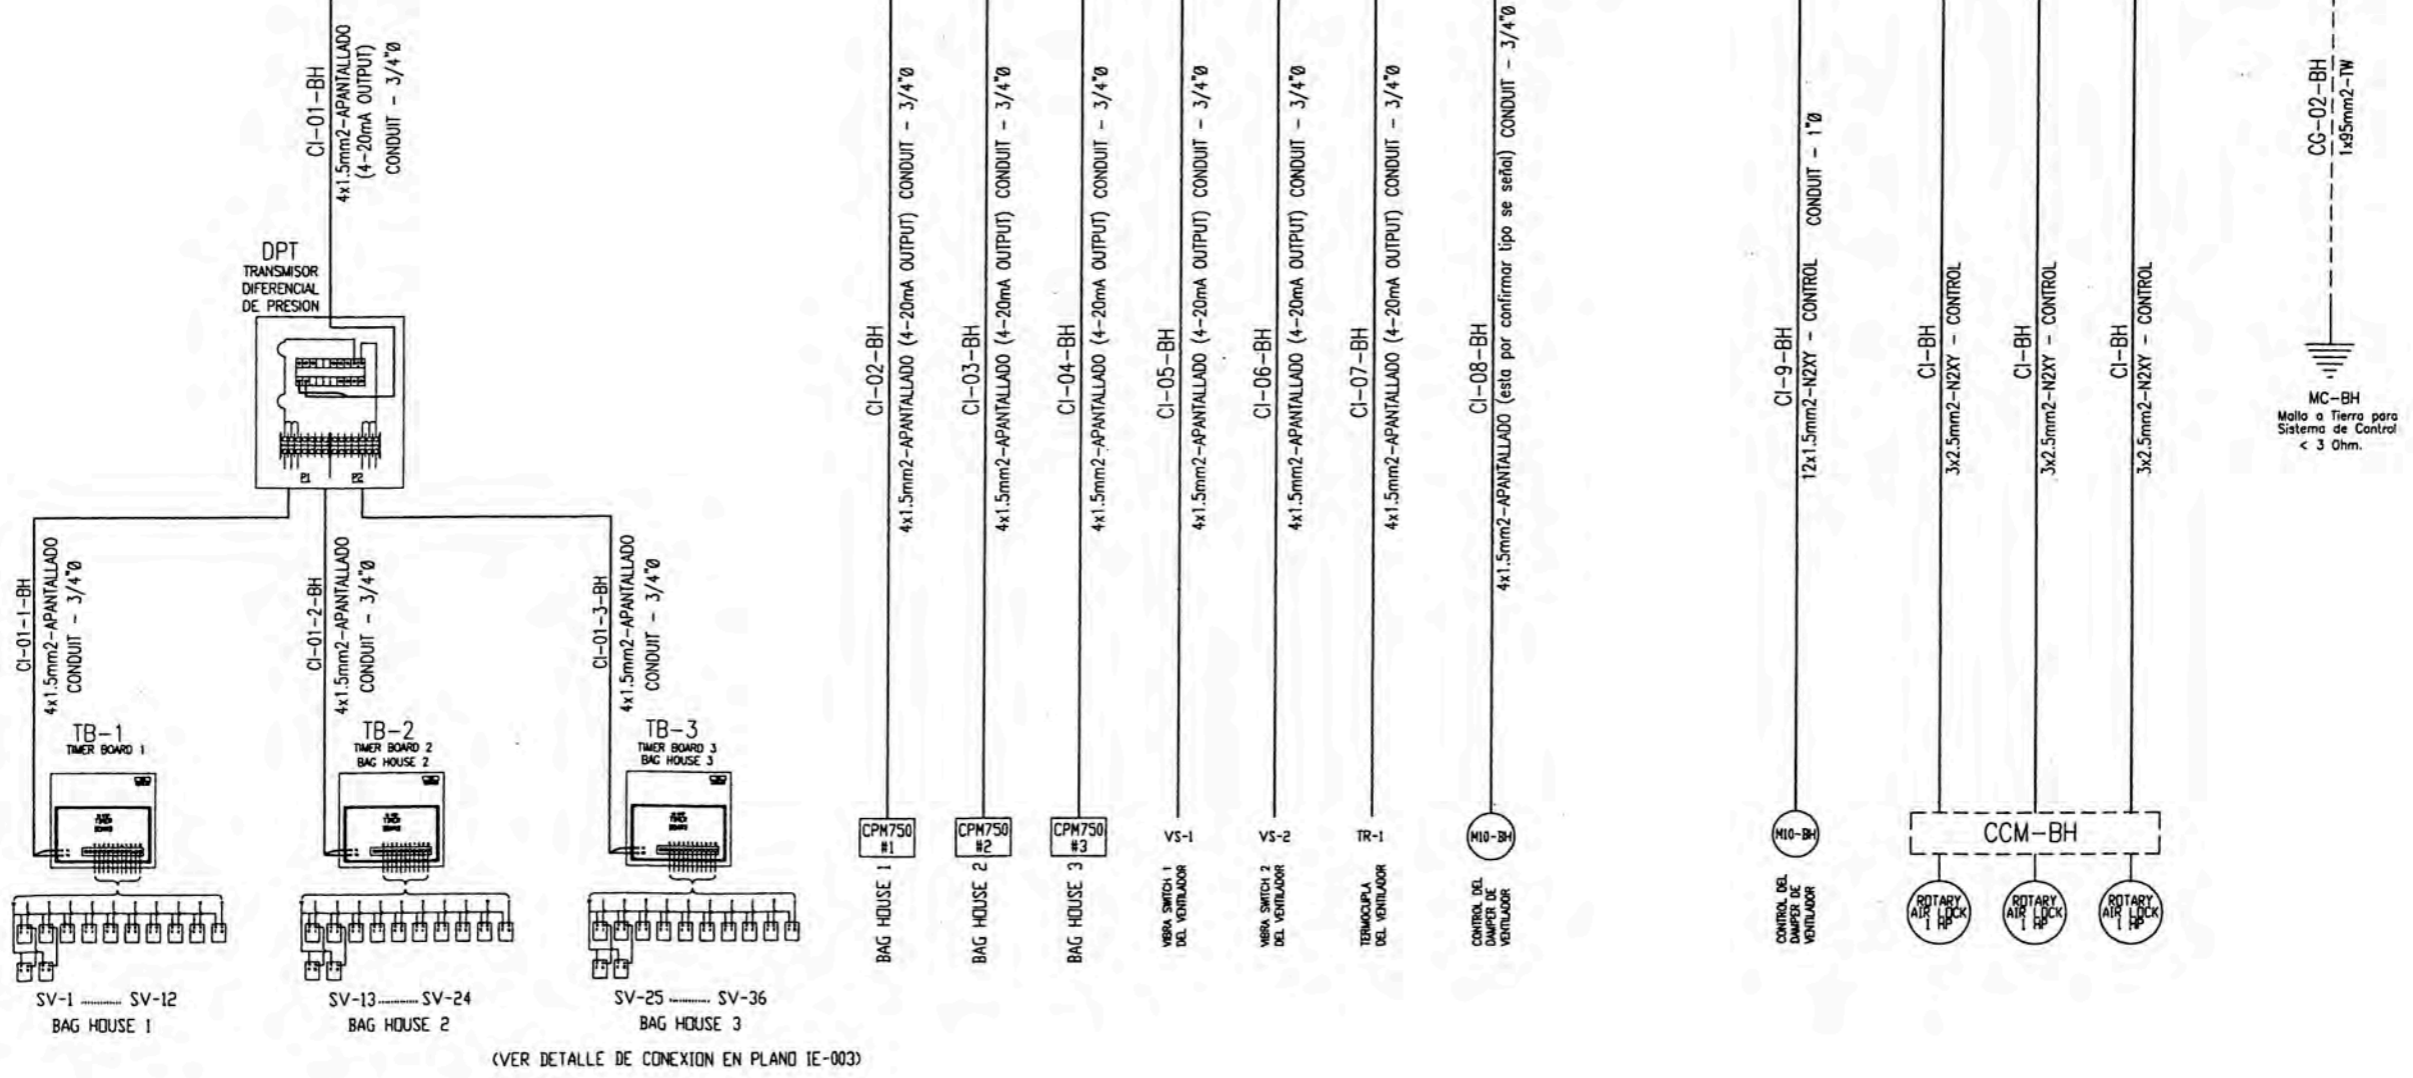 CI-01-BH
4x1.5mm2-APANTALLADO
(4-20mA OUTPUT)
CONDUIT - 3/4"Ø
DPT
TRANSMISOR
DIFERENCIAL
DE PRESION
P1
P2
CI-01-1-BH
4x1.5mm2-APANTALLADO
CONDUIT - 3/4"Ø
CI-01-2-BH
4x1.5mm2-APANTALLADO
CONDUIT - 3/4"Ø
CI-01-3-BH
4x1.5mm2-APANTALLADO
CONDUIT - 3/4"Ø
TB-1
TIMER BOARD 1
TB-2
TIMER BOARD 2
BAG HOUSE 2
TB-3
TIMER BOARD 3
BAG HOUSE 3
TIMER
BOARD
TIMER
BOARD
TIMER
BOARD
SV-1 ............ SV-12
BAG HOUSE 1
SV-13............ SV-24
BAG HOUSE 2
SV-25 ............ SV-36
BAG HOUSE 3
(VER DETALLE DE CONEXION EN PLANO IE-003)
CI-02-BH
4x1.5mm2-APANTALLADO (4-20mA OUTPUT) CONDUIT - 3/4"Ø
CPM750
#1
BAG HOUSE 1
CI-03-BH
4x1.5mm2-APANTALLADO (4-20mA OUTPUT) CONDUIT - 3/4"Ø
CPM750
#2
BAG HOUSE 2
CI-04-BH
4x1.5mm2-APANTALLADO (4-20mA OUTPUT) CONDUIT - 3/4"Ø
CPM750
#3
BAG HOUSE 3
CI-05-BH
4x1.5mm2-APANTALLADO (4-20mA OUTPUT) CONDUIT - 3/4"Ø
VS-1
VIBRA SWITCH 1
DEL VENTILADOR
CI-06-BH
4x1.5mm2-APANTALLADO (4-20mA OUTPUT) CONDUIT - 3/4"Ø
VS-2
VIBRA SWITCH 2
DEL VENTILADOR
CI-07-BH
4x1.5mm2-APANTALLADO (4-20mA OUTPUT) CONDUIT - 3/4"Ø
TR-1
TERMOCUPLA
DEL VENTILADOR
CI-08-BH
4x1.5mm2-APANTALLADO (esta por confirmar tipo se señal) CONDUIT - 3/4"Ø
M10-BH
CONTROL DEL
DAMPER DE
VENTILADOR
CI-9-BH
12x1.5mm2-N2XY - CONTROL CONDUIT - 1"Ø
M10-BH
CONTROL DEL
DAMPER DE
VENTILADOR
CI-BH
3x2.5mm2-N2XY - CONTROL
CI-BH
3x2.5mm2-N2XY - CONTROL
CI-BH
3x2.5mm2-N2XY - CONTROL
CCM-BH
ROTARY
AIR LOCK
1 HP
ROTARY
AIR LOCK
1 HP
ROTARY
AIR LOCK
1 HP
CG-02-BH
1x95mm2-TW
MC-BH
Malla a Tierra para
Sistema de Control
< 3 Ohm.